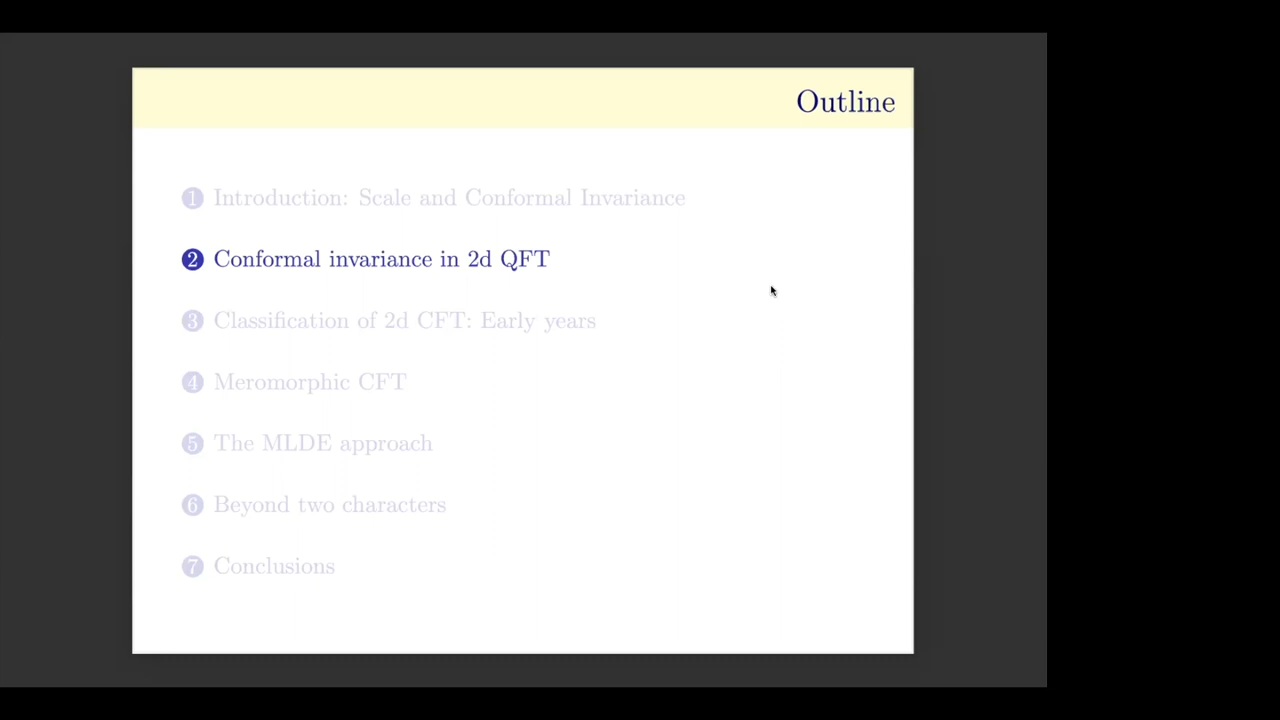 Outline
1 Introduction: Scale and Conformal Invariance
2 Conformal invariance in 2d QFT
3 Classification of 2d CFT: Early years
4 Meromorphic CFT
5 The MLDE approach
6 Beyond two characters
7 Conclusions